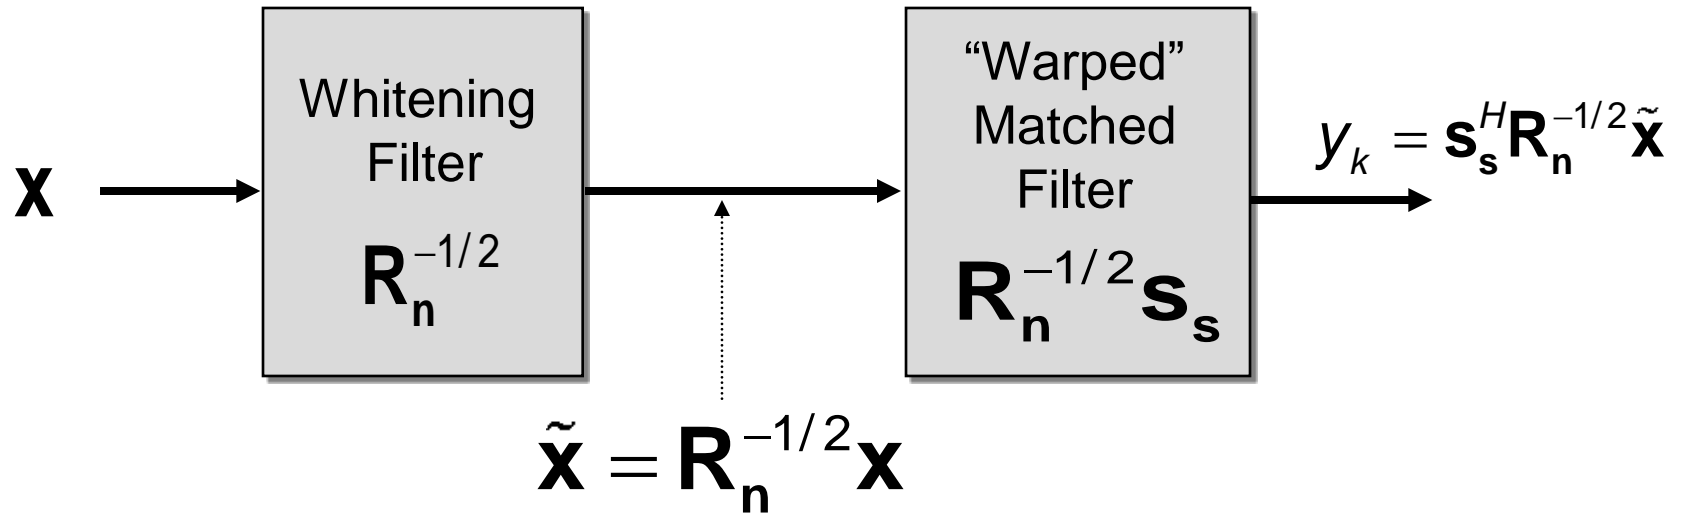 x
Whitening
Filter
R_n^{-1/2}
x̃ = R_n^{-1/2} x
“Warped”
Matched
Filter
R_n^{-1/2} s_s
y_k = s_s^H R_n^{-1/2} x̃